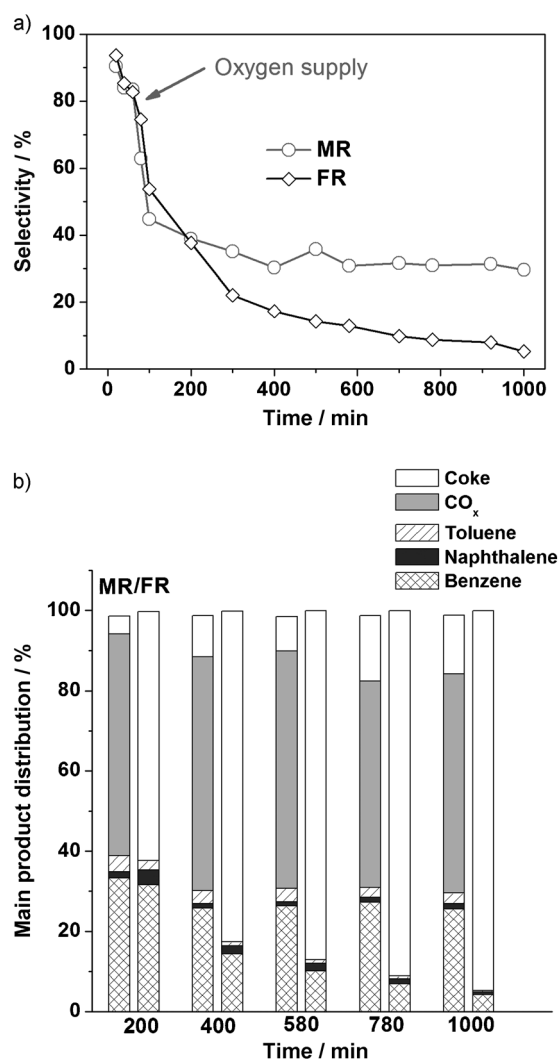 a)
100
80
60
40
20
0
Selectivity / %
Oxygen supply
MR
FR
0 200 400 600 800 1000
Time / min
b)
Coke
COx
Toluene
Naphthalene
Benzene
MR/FR
100
80
60
40
20
0
Main product distribution / %
200 400 580 780 1000
Time / min